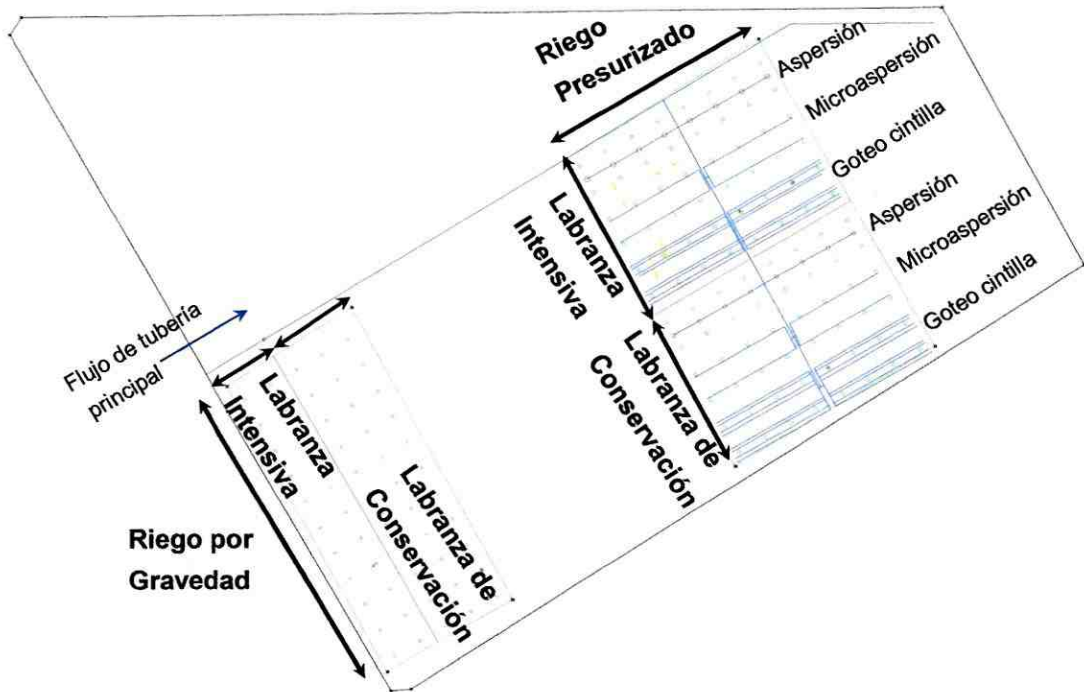 Riego
Presurizado
Aspersión
Microaspersión
Goteo cintilla
Aspersión
Microaspersión
Goteo cintilla
Labranza
Intensiva
Labranza de
Conservación
Flujo de tubería
principal
Labranza
Intensiva
Labranza de
Conservación
Riego por
Gravedad